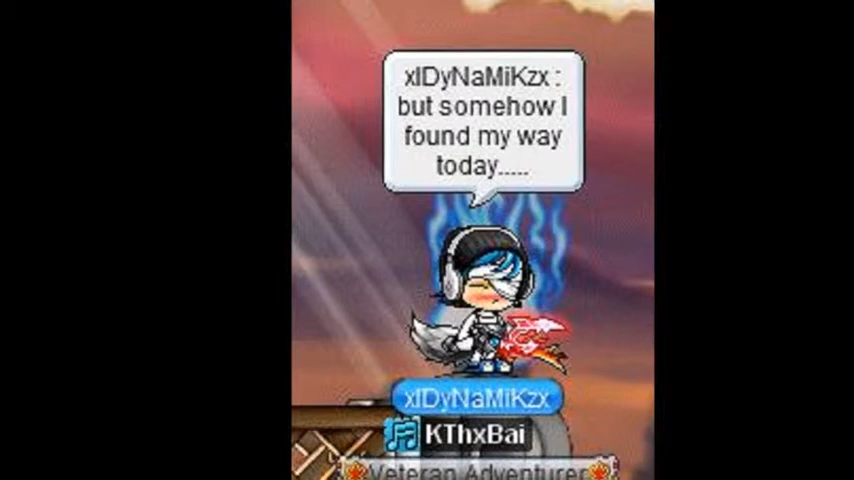 xIDyNaMiKzx :
but somehow I
found my way
today.....
xIDyNaMiKzx
KThxBai
Veteran Adventurer